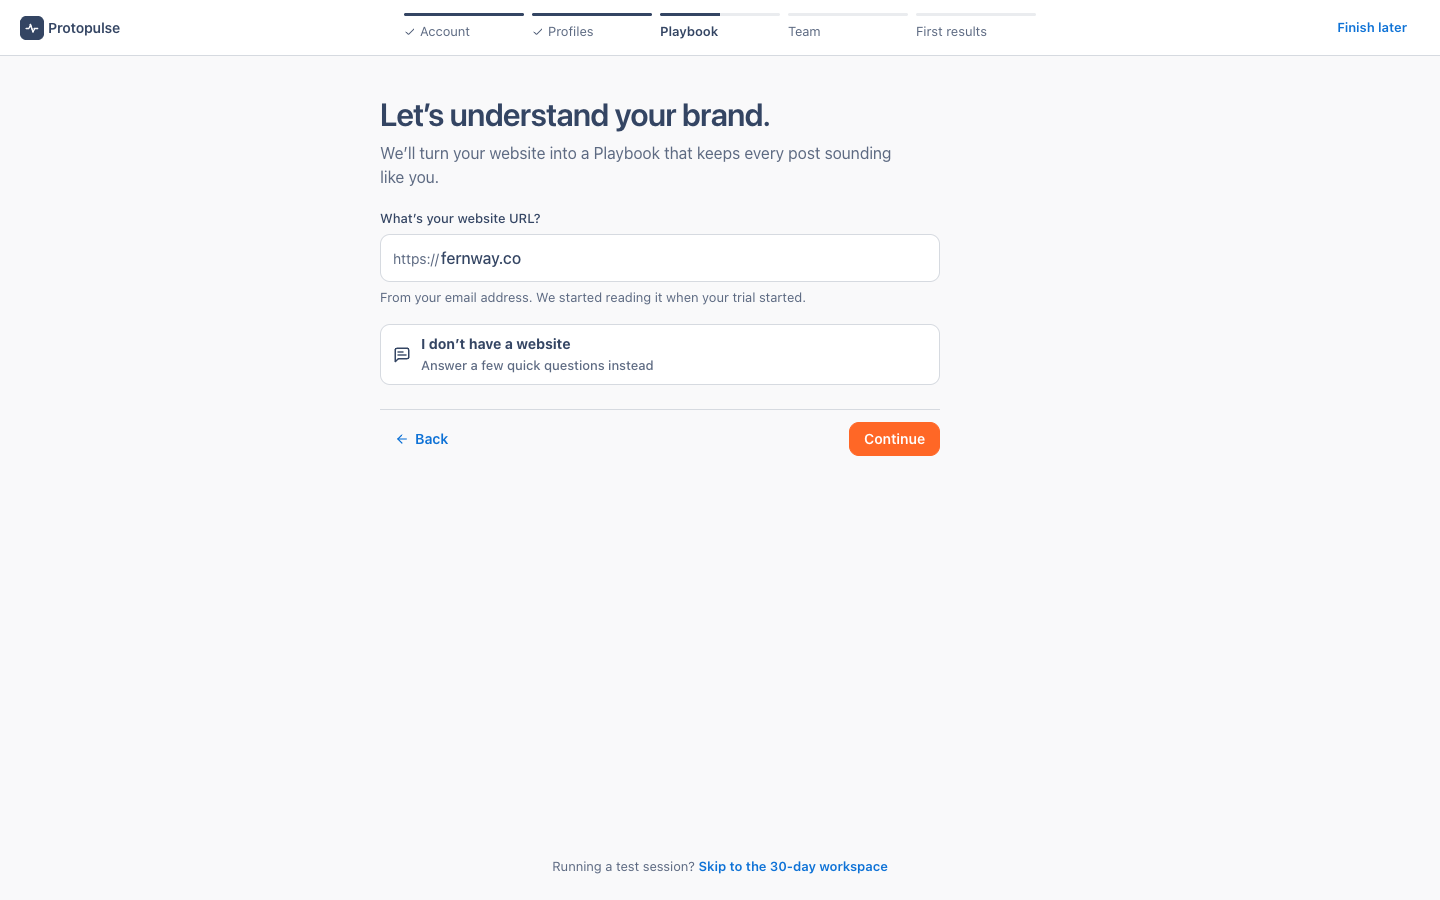 Protopulse
Account
Profiles
Playbook
Team
First results
Finish later
Let’s understand your brand.
We’ll turn your website into a Playbook that keeps every post sounding
like you.
What’s your website URL?
https://fernway.co
From your email address. We started reading it when your trial started.
I don’t have a website
Answer a few quick questions instead
Back
Continue
Running a test session? Skip to the 30-day workspace